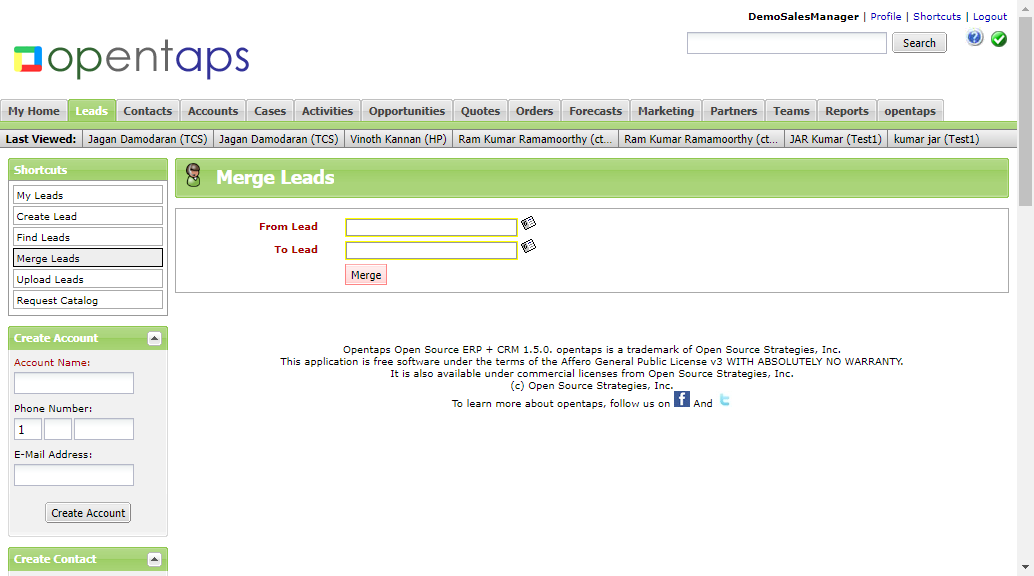 DemoSalesManager | Profile | Shortcuts | Logout
Search
opentaps
My Home Leads Contacts Accounts Cases Activities Opportunities Quotes Orders Forecasts Marketing Partners Teams Reports opentaps
Last Viewed: Jagan Damodaran (TCS) Jagan Damodaran (TCS) Vinoth Kannan (HP) Ram Kumar Ramamoorthy (ct... Ram Kumar Ramamoorthy (ct... JAR Kumar (Test1) kumar jar (Test1)
Shortcuts
My Leads
Create Lead
Find Leads
Merge Leads
Upload Leads
Request Catalog
Create Account
Account Name:
Phone Number:
1
E-Mail Address:
Create Account
Create Contact
Merge Leads
From Lead
To Lead
Merge
Opentaps Open Source ERP + CRM 1.5.0. opentaps is a trademark of Open Source Strategies, Inc.
This application is free software under the terms of the Affero General Public License v3 WITH ABSOLUTELY NO WARRANTY.
It is also available under commercial licenses from Open Source Strategies, Inc.
(c) Open Source Strategies, Inc.
To learn more about opentaps, follow us on f And t